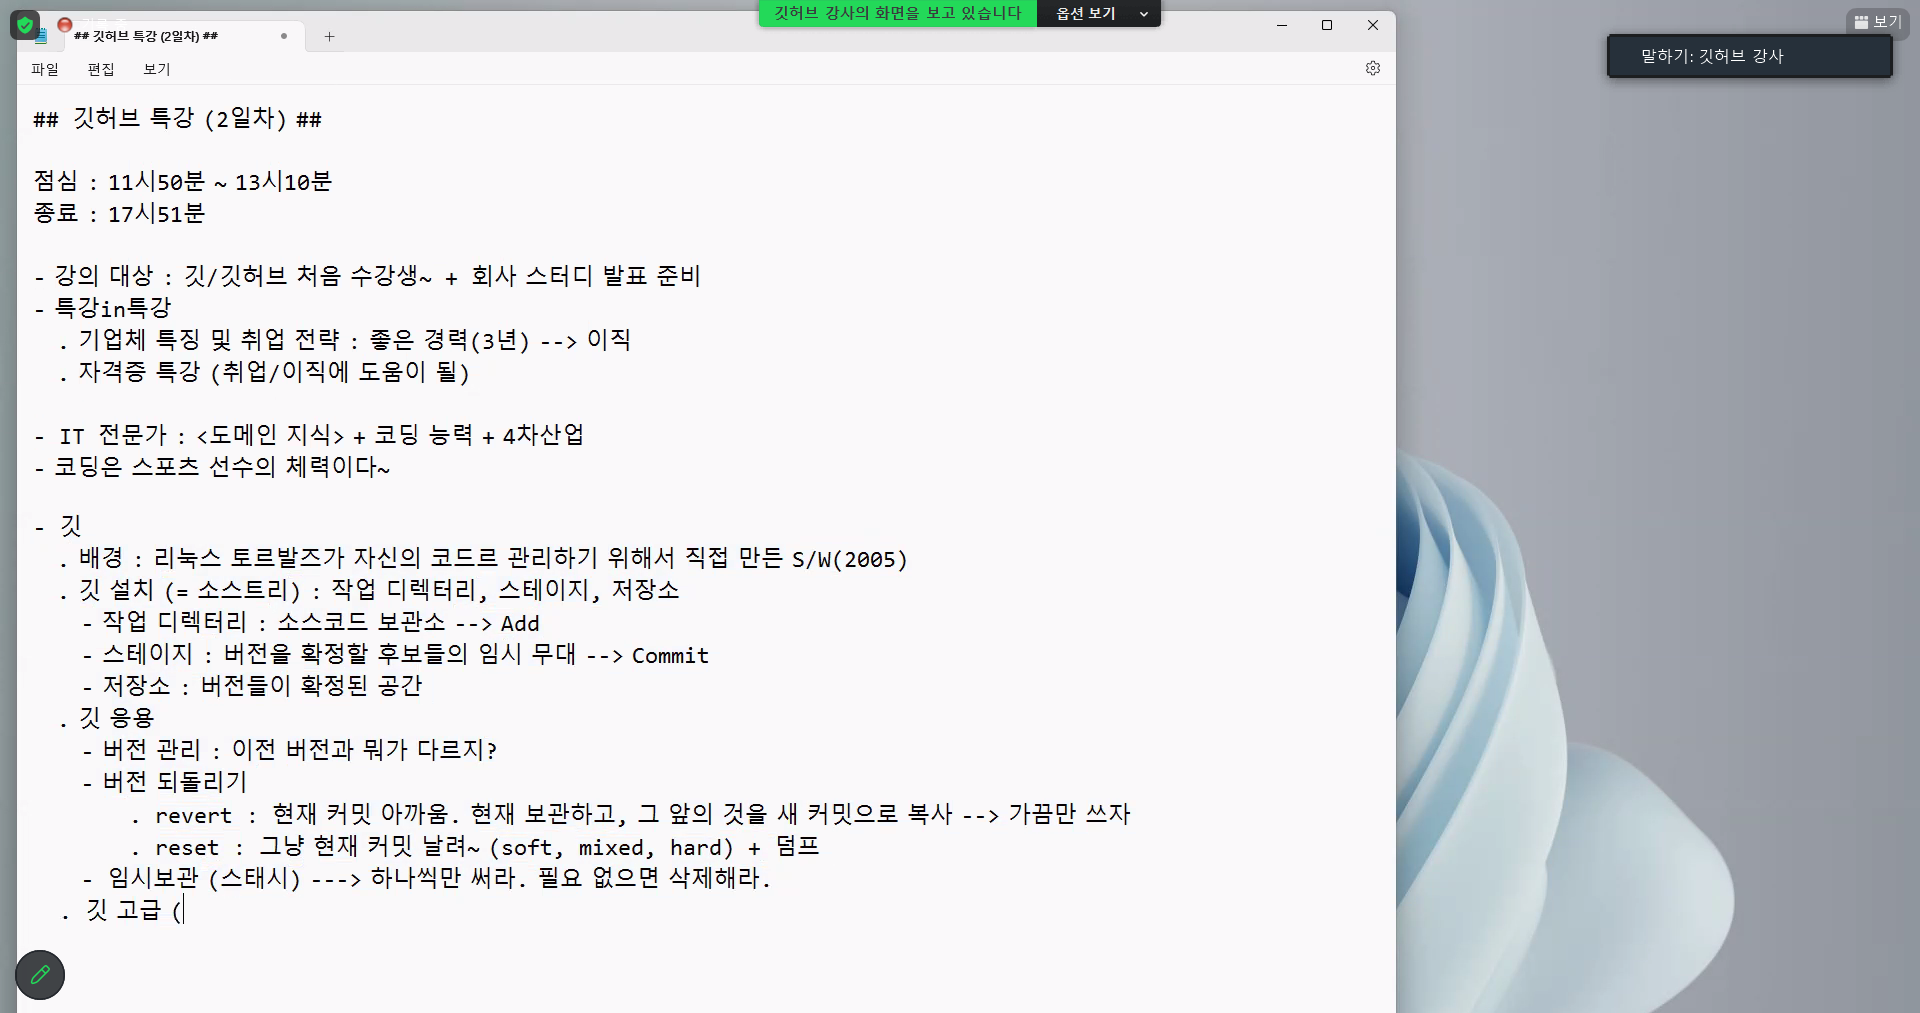 깃허브 강사의 화면을 보고 있습니다 옵션 보기
보기
## 깃허브 특강 (2일차) ##
말하기: 깃허브 강사
파일 편집 보기
## 깃허브 특강 (2일차) ##
점심 : 11시50분 ~ 13시10분
종료 : 17시51분
- 강의 대상 : 깃/깃허브 처음 수강생~ + 회사 스터디 발표 준비
- 특강in특강
. 기업체 특징 및 취업 전략 : 좋은 경력(3년) --> 이직
. 자격증 특강 (취업/이직에 도움이 될)
- IT 전문가 : <도메인 지식> + 코딩 능력 + 4차산업
- 코딩은 스포츠 선수의 체력이다~
- 깃
. 배경 : 리눅스 토르발즈가 자신의 코드르 관리하기 위해서 직접 만든 S/W(2005)
. 깃 설치 (= 소스트리) : 작업 디렉터리, 스테이지, 저장소
- 작업 디렉터리 : 소스코드 보관소 --> Add
- 스테이지 : 버전을 확정할 후보들의 임시 무대 --> Commit
- 저장소 : 버전들이 확정된 공간
. 깃 응용
- 버전 관리 : 이전 버전과 뭐가 다르지?
- 버전 되돌리기
. revert : 현재 커밋 아까움. 현재 보관하고, 그 앞의 것을 새 커밋으로 복사 --> 가끔만 쓰자
. reset : 그냥 현재 커밋 날려~ (soft, mixed, hard) + 덤프
- 임시보관 (스태시) ---> 하나씩만 써라. 필요 없으면 삭제해라.
. 깃 고급 (